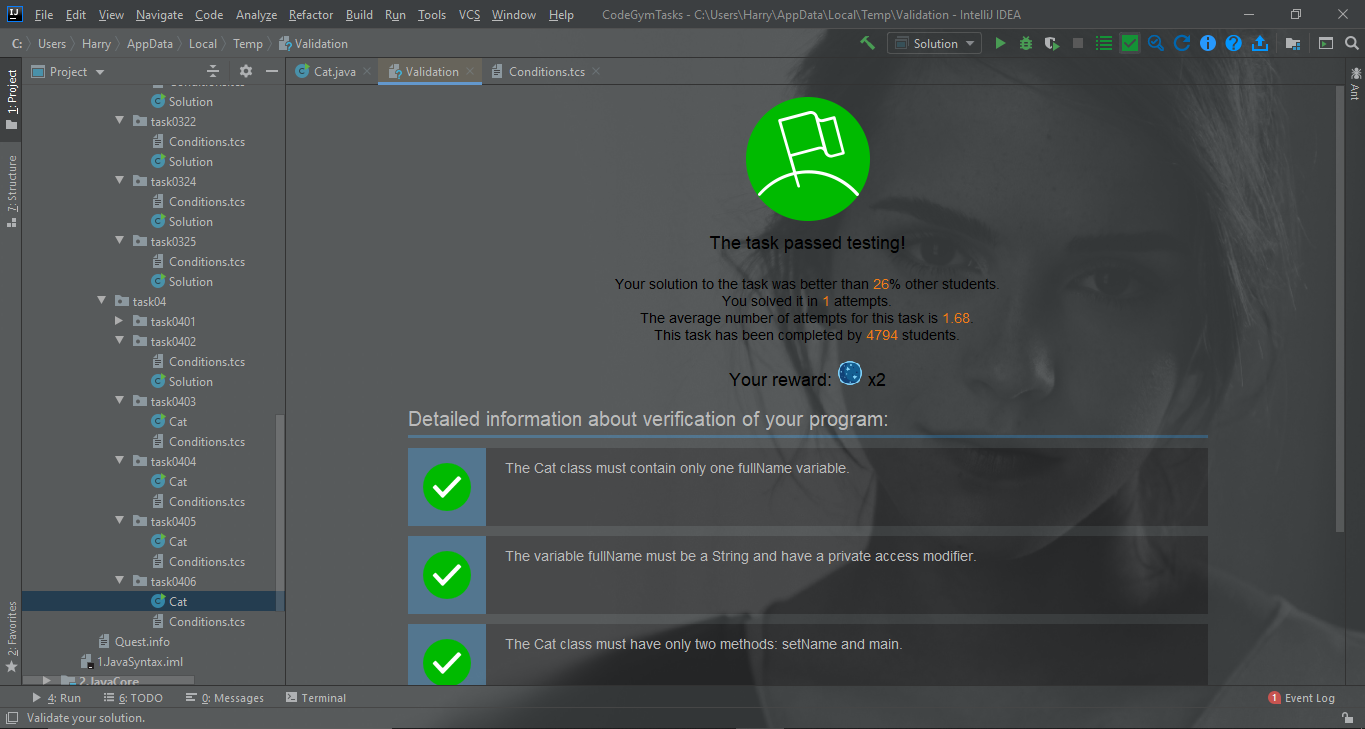 IJ File Edit View Navigate Code Analyze Refactor Build Run Tools VCS Window Help CodeGymTasks - C:\Users\Harry\AppData\Local\Temp\Validation - IntelliJ IDEA
C: Users Harry AppData Local Temp Validation Solution
Project Cat.java Validation Conditions.tcs
1: Project
7: Structure
2: Favorites
Ant
Conditions.tcs
Solution
task0322
Conditions.tcs
Solution
task0324
Conditions.tcs
Solution
task0325
Conditions.tcs
Solution
task04
task0401
task0402
Conditions.tcs
Solution
task0403
Cat
Conditions.tcs
task0404
Cat
Conditions.tcs
task0405
Cat
Conditions.tcs
task0406
Cat
Conditions.tcs
Quest.info
1.JavaSyntax.iml
2.JavaCore
The task passed testing!
Your solution to the task was better than 26% other students.
You solved it in 1 attempts.
The average number of attempts for this task is 1.68.
This task has been completed by 4794 students.
Your reward: x2
Detailed information about verification of your program:
The Cat class must contain only one fullName variable.
The variable fullName must be a String and have a private access modifier.
The Cat class must have only two methods: setName and main.
4: Run 6: TODO 0: Messages Terminal 1 Event Log
Validate your solution.